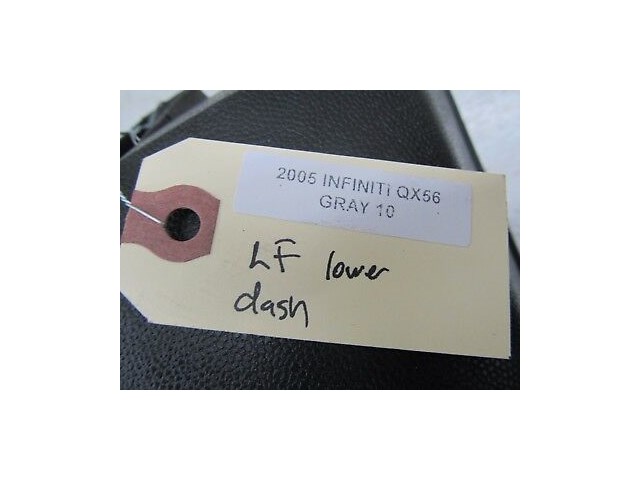 2005 INFINITi QX56
GRAY 10
LF lower
dash